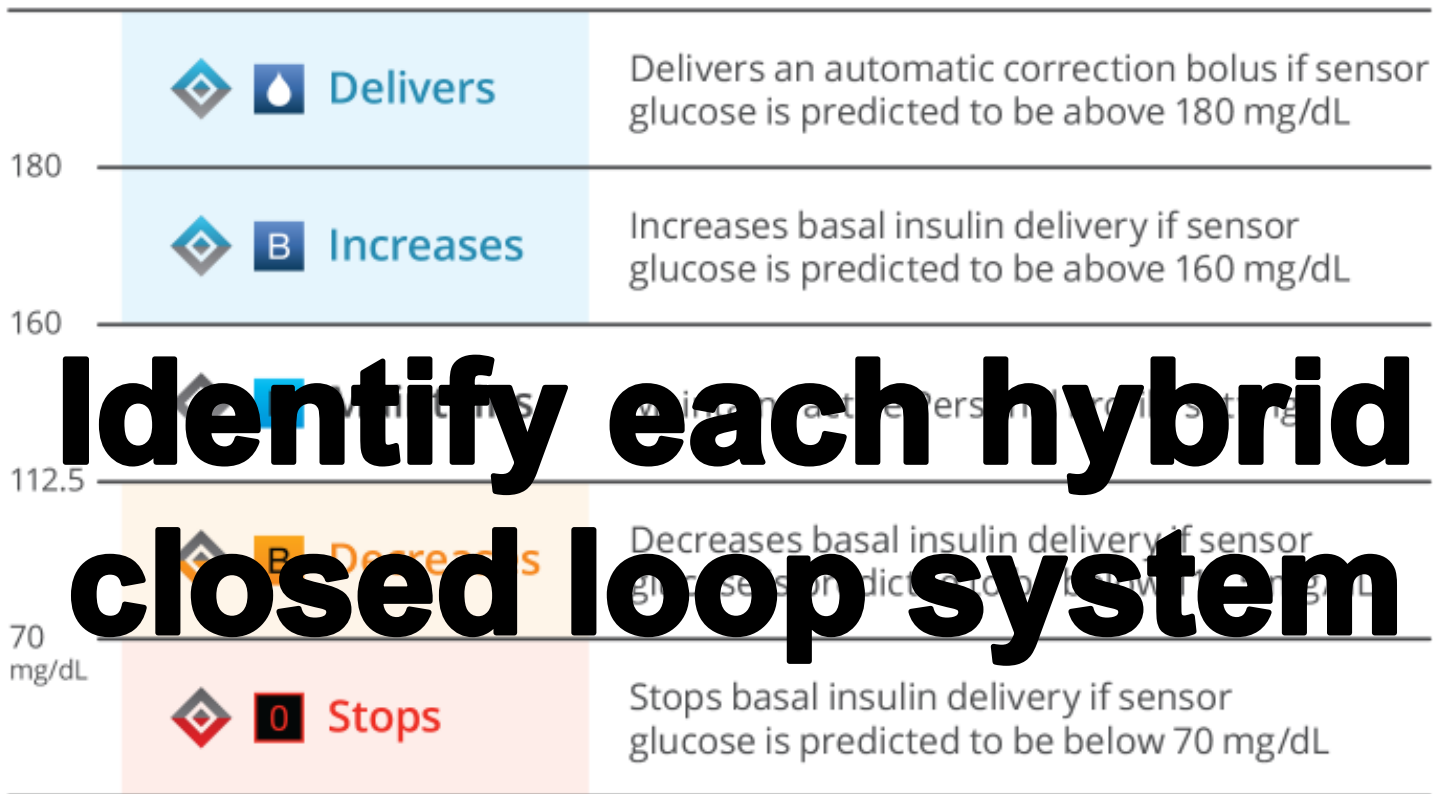 Delivers
Delivers an automatic correction bolus if sensor
glucose is predicted to be above 180 mg/dL
180
B Increases
Increases basal insulin delivery if sensor
glucose is predicted to be above 160 mg/dL
160
Identify each hybrid
112.5
closed loop system
B Decreases
Decreases basal insulin delivery if sensor
70
mg/dL
0 Stops
Stops basal insulin delivery if sensor
glucose is predicted to be below 70 mg/dL